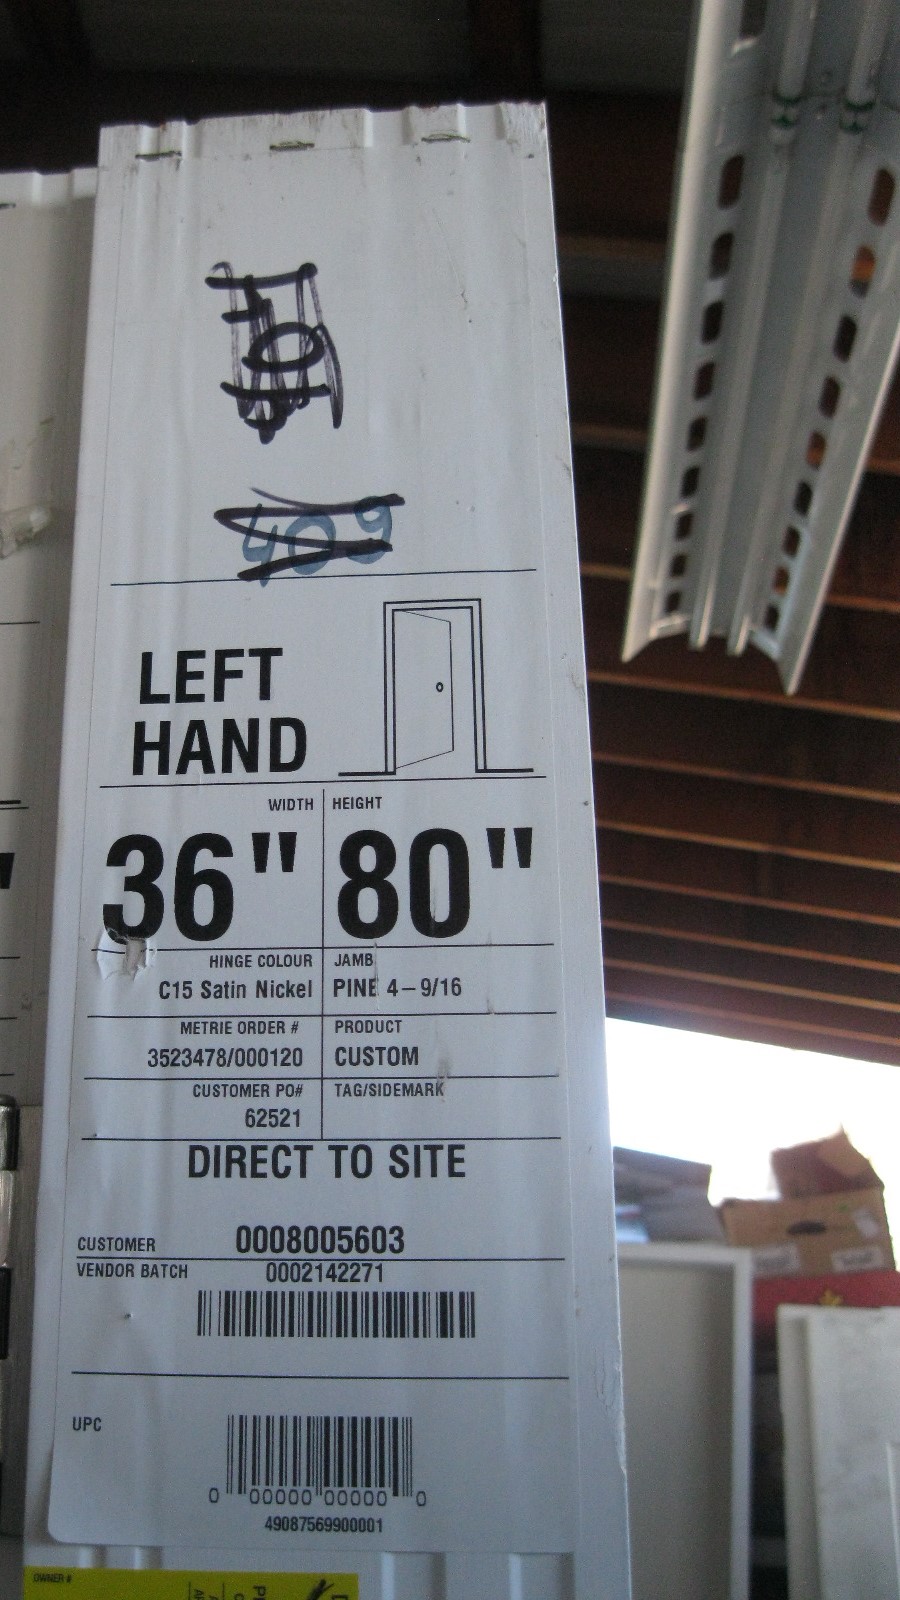 409
LEFT
HAND
WIDTH HEIGHT
36" 80"
HINGE COLOUR JAMB
C15 Satin Nickel PINE 4-9/16
METRIE ORDER # PRODUCT
3523478/000120 CUSTOM
CUSTOMER PO# TAG/SIDEMARK
62521
DIRECT TO SITE
CUSTOMER 0008005603
VENDOR BATCH 0002142271
UPC
0 00000 00000 0
49087569900001
OWNER #